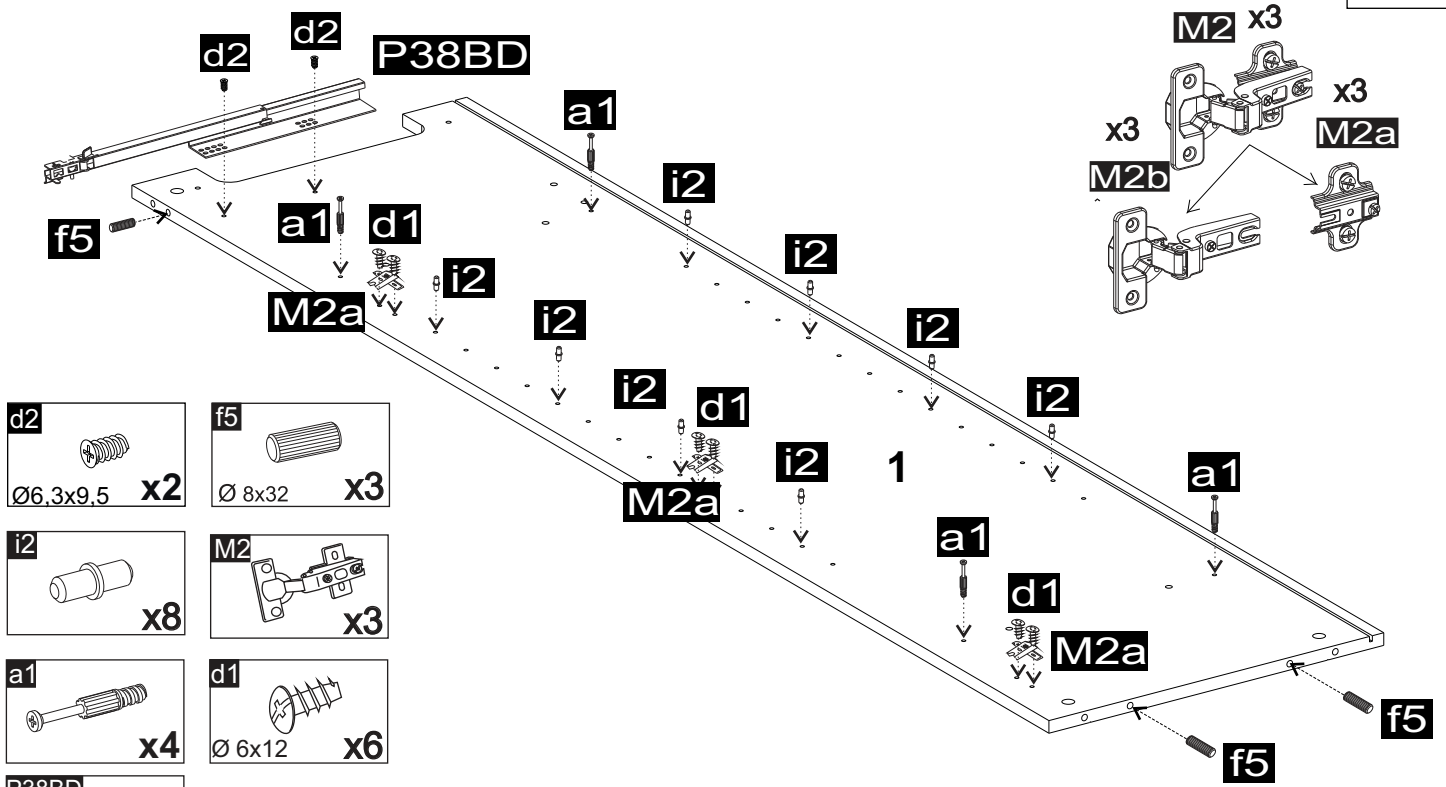 d2
d2
P38BD
a1
M2 x3
x3
M2a
x3
M2b
i2
f5
a1
d1
i2
i2
M2a
i2
i2
i2
d1
i2
i2
M2a
1
a1
a1
d1
M2a
f5
f5
d2
Ø6,3x9,5 x2
f5
Ø 8x32 x3
i2
x8
M2
x3
a1
x4
d1
Ø 6x12 x6
P38BD